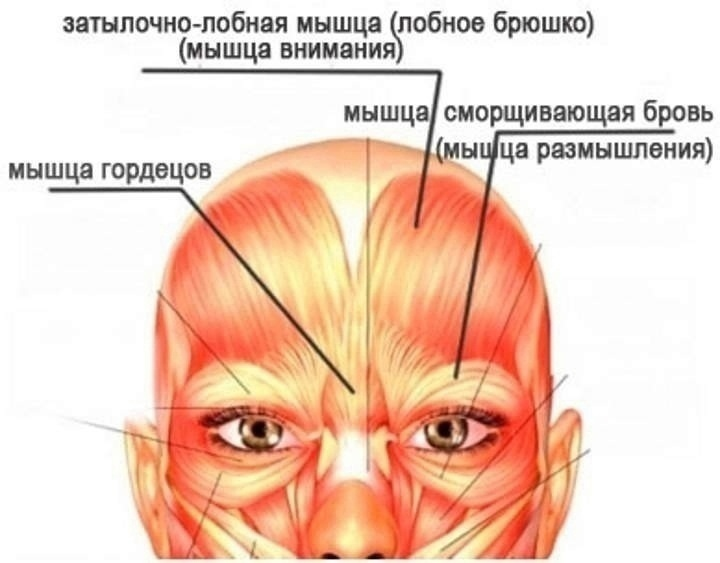 затылочно-лобная мышца (лобное брюшко)
(мышца внимания)
мышца сморщивающая бровь
(мышца размышления)
мышца гордецов